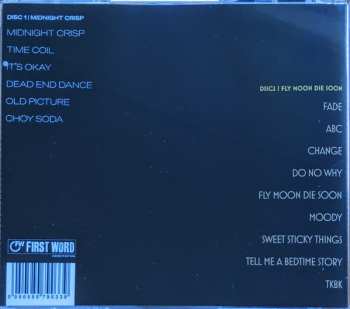 DISC 1 | MIDNIGHT CRISP
MIDNIGHT CRISP
TIME COIL
IT'S OKAY
DEAD END DANCE
OLD PICTURE
CHOY SODA
DISC2 | FLY MOON DIE SOON
FADE
ABC
CHANGE
DO NO WHY
FLY MOON DIE SOON
MOODY
SWEET STICKY THINGS
TELL ME A BEDTIME STORY
TKBK
FW FIRST WORD